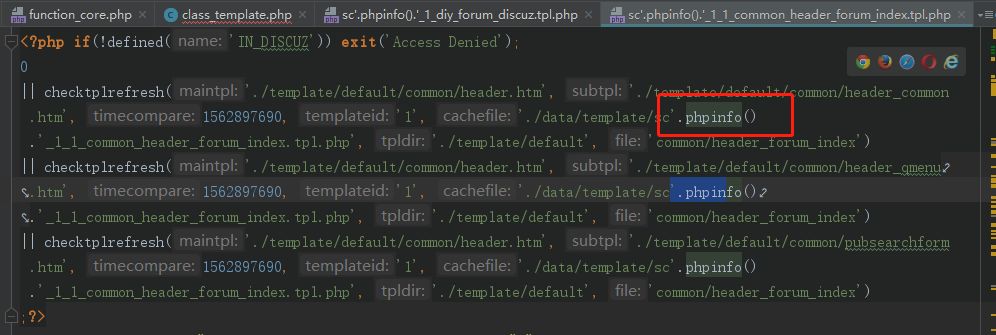 function_core.php × class_template.php × sc'.phpinfo().'_1_diy_forum_discuz.tpl.php × sc'.phpinfo().'_1_1_common_header_forum_index.tpl.php ×
<?php if(!defined( name: 'IN_DISCUZ')) exit('Access Denied');
0
|| checktplrefresh( maintpl: './template/default/common/header.htm', subtpl: './template/default/common/header_common
.htm', timecompare: 1562897690, templateid: '1', cachefile: './data/template/sc'.phpinfo()
.'_1_1_common_header_forum_index.tpl.php', tpldir: './template/default', file: 'common/header_forum_index')
|| checktplrefresh( maintpl: './template/default/common/header.htm', subtpl: './template/default/common/header_qmenu
.htm', timecompare: 1562897690, templateid: '1', cachefile: './data/template/sc'.phpinfo()
.'_1_1_common_header_forum_index.tpl.php', tpldir: './template/default', file: 'common/header_forum_index')
|| checktplrefresh( maintpl: './template/default/common/header.htm', subtpl: './template/default/common/pubsearchform
.htm', timecompare: 1562897690, templateid: '1', cachefile: './data/template/sc'.phpinfo()
.'_1_1_common_header_forum_index.tpl.php', tpldir: './template/default', file: 'common/header_forum_index')
;?>